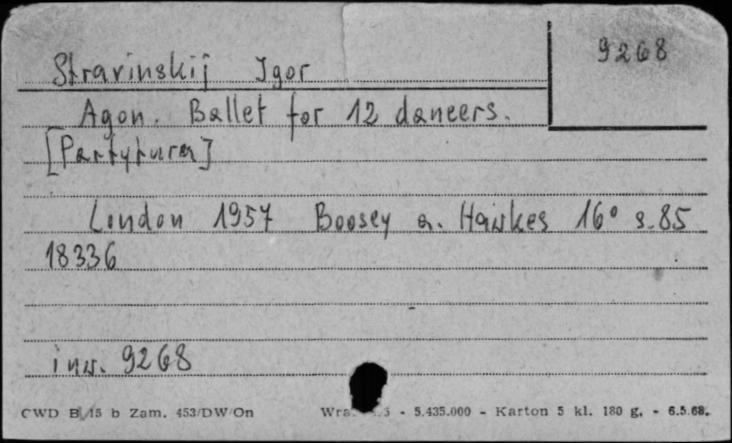 9268
Stravinskij Igor
Agon. Ballet for 12 dancers.
[Partytura]
London 1957 Boosey a. Hawkes 16° s. 85
18336
inw. 9268
CWD B/15 b Zam. 453/DW/On - 5.435.000 - Karton 5 kl. 180 g. - 6.5.68.